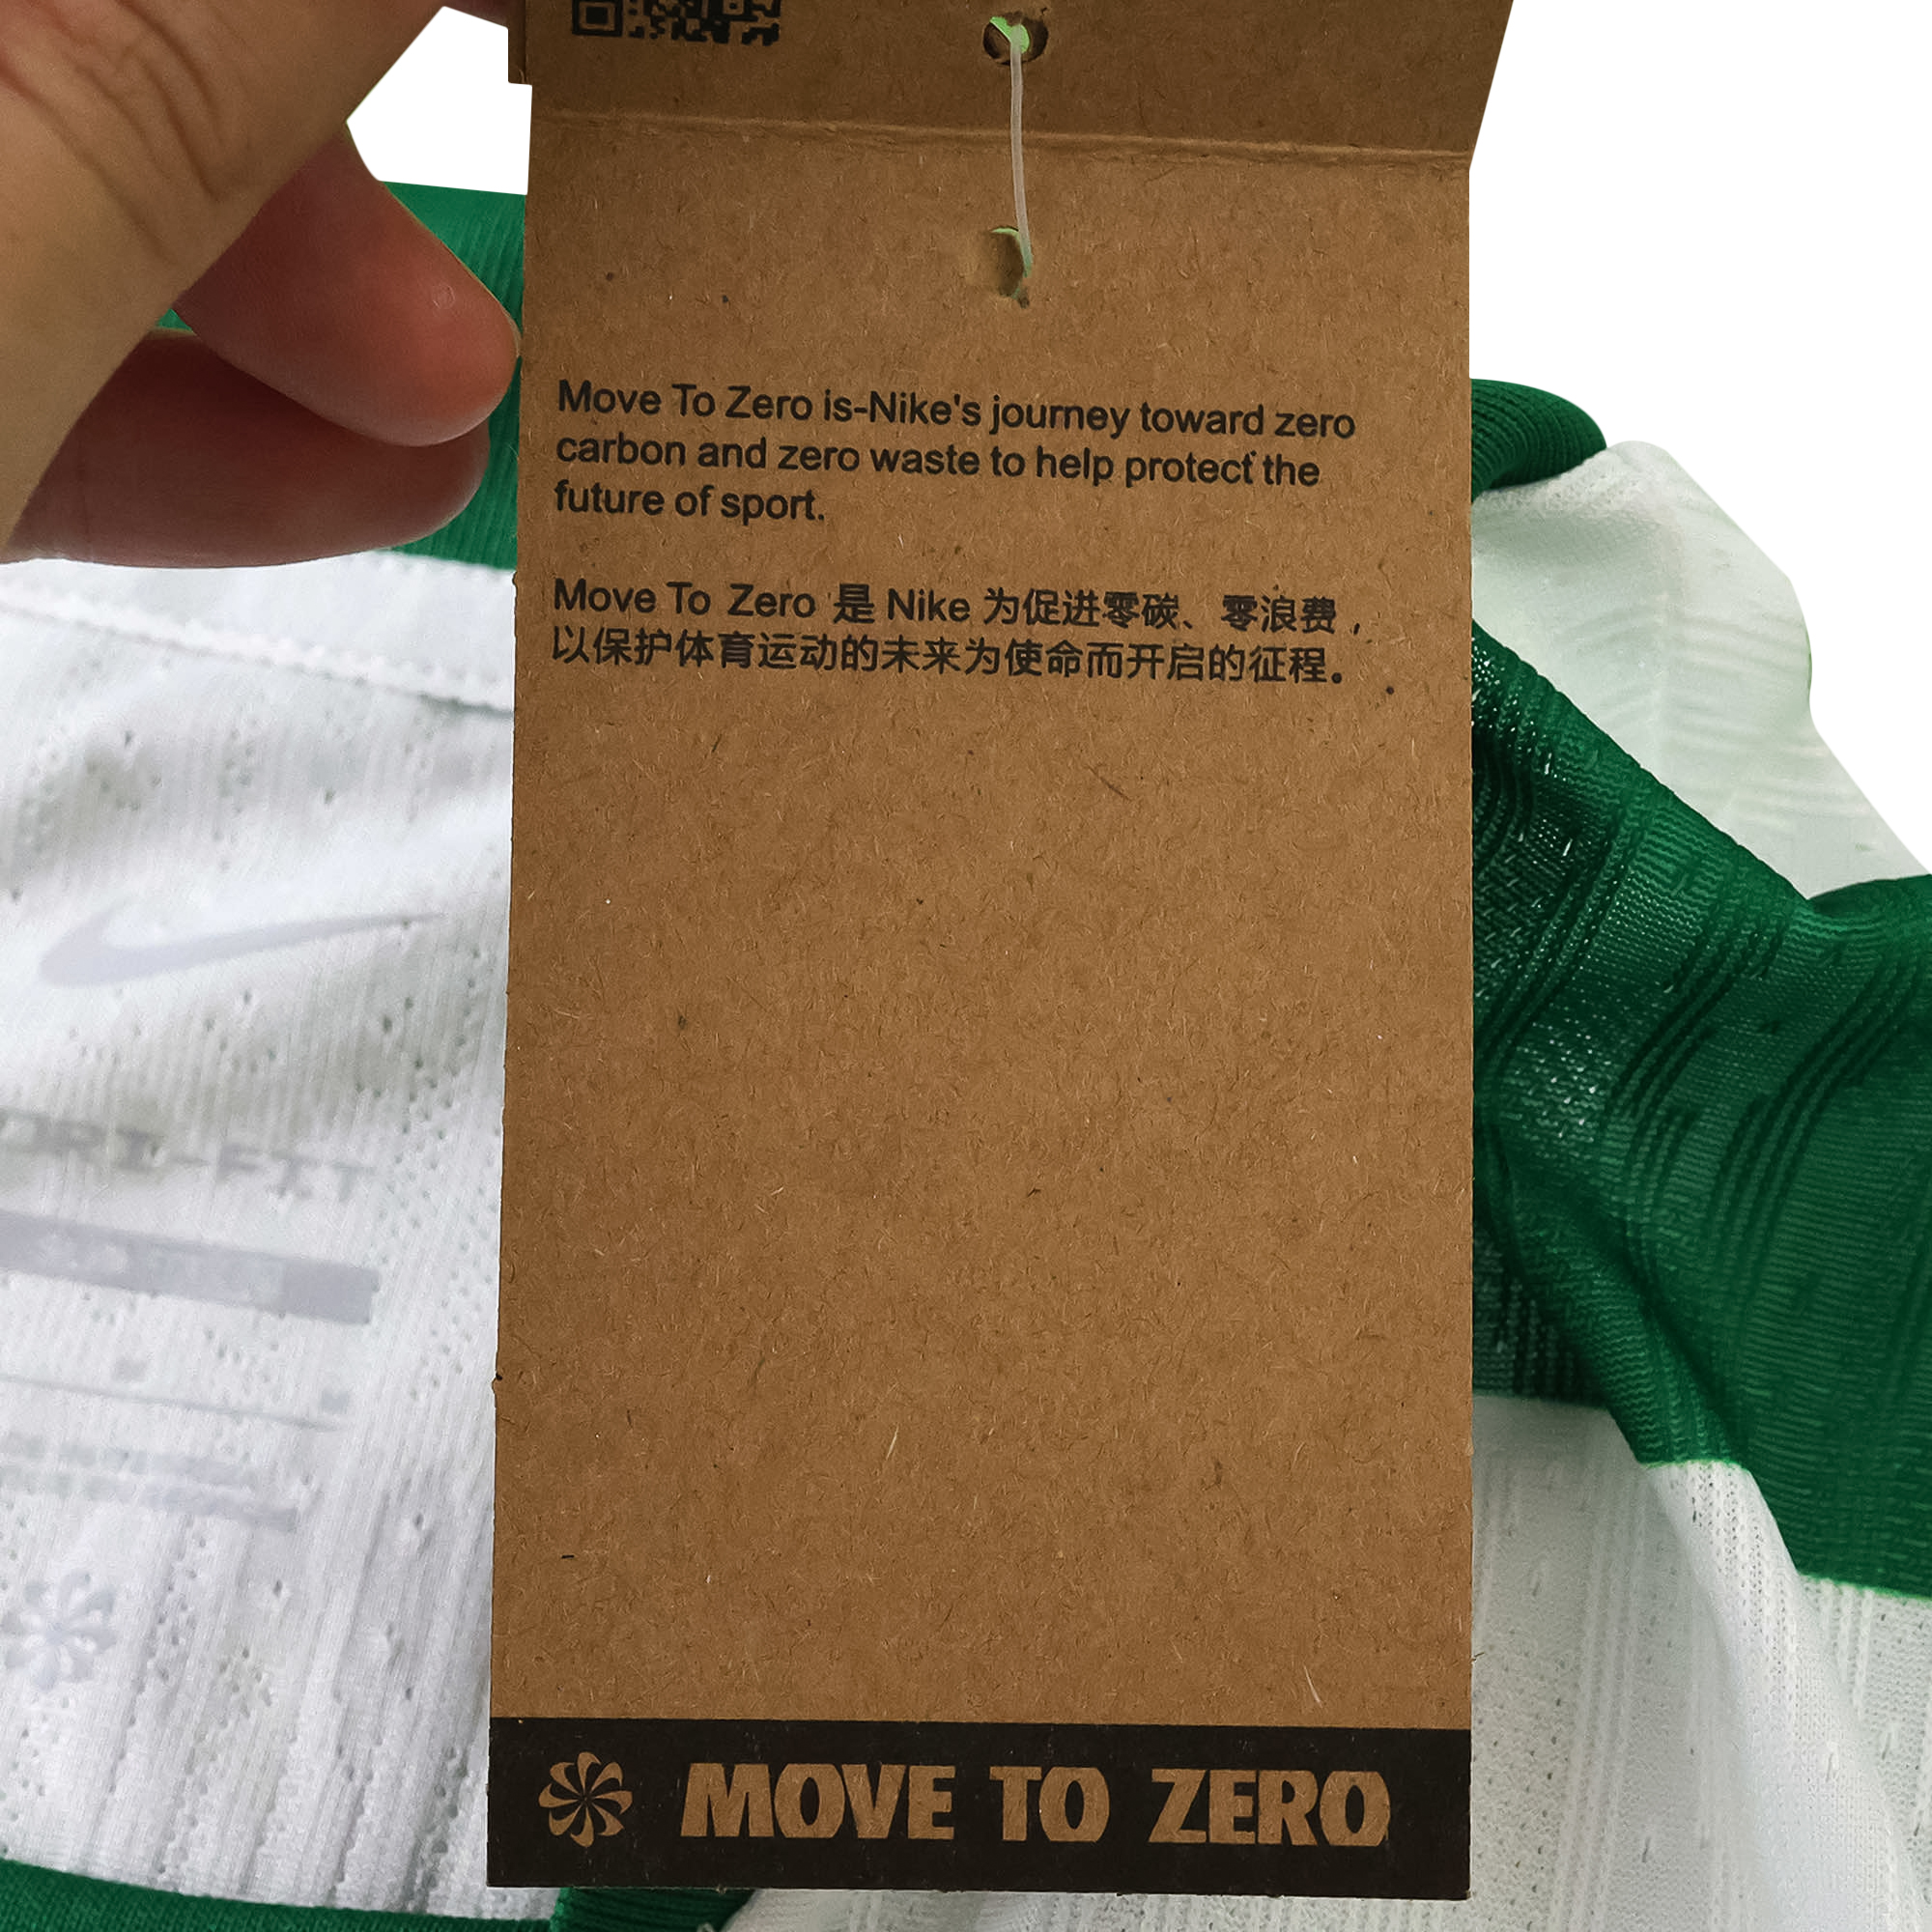 Move To Zero is-Nike's journey toward zero
carbon and zero waste to help protect the
future of sport.
Move To Zero 是 Nike 为促进零碳、零浪费，
以保护体育运动的未来为使命而开启的征程。
DRI-FIT
MOVE TO ZERO